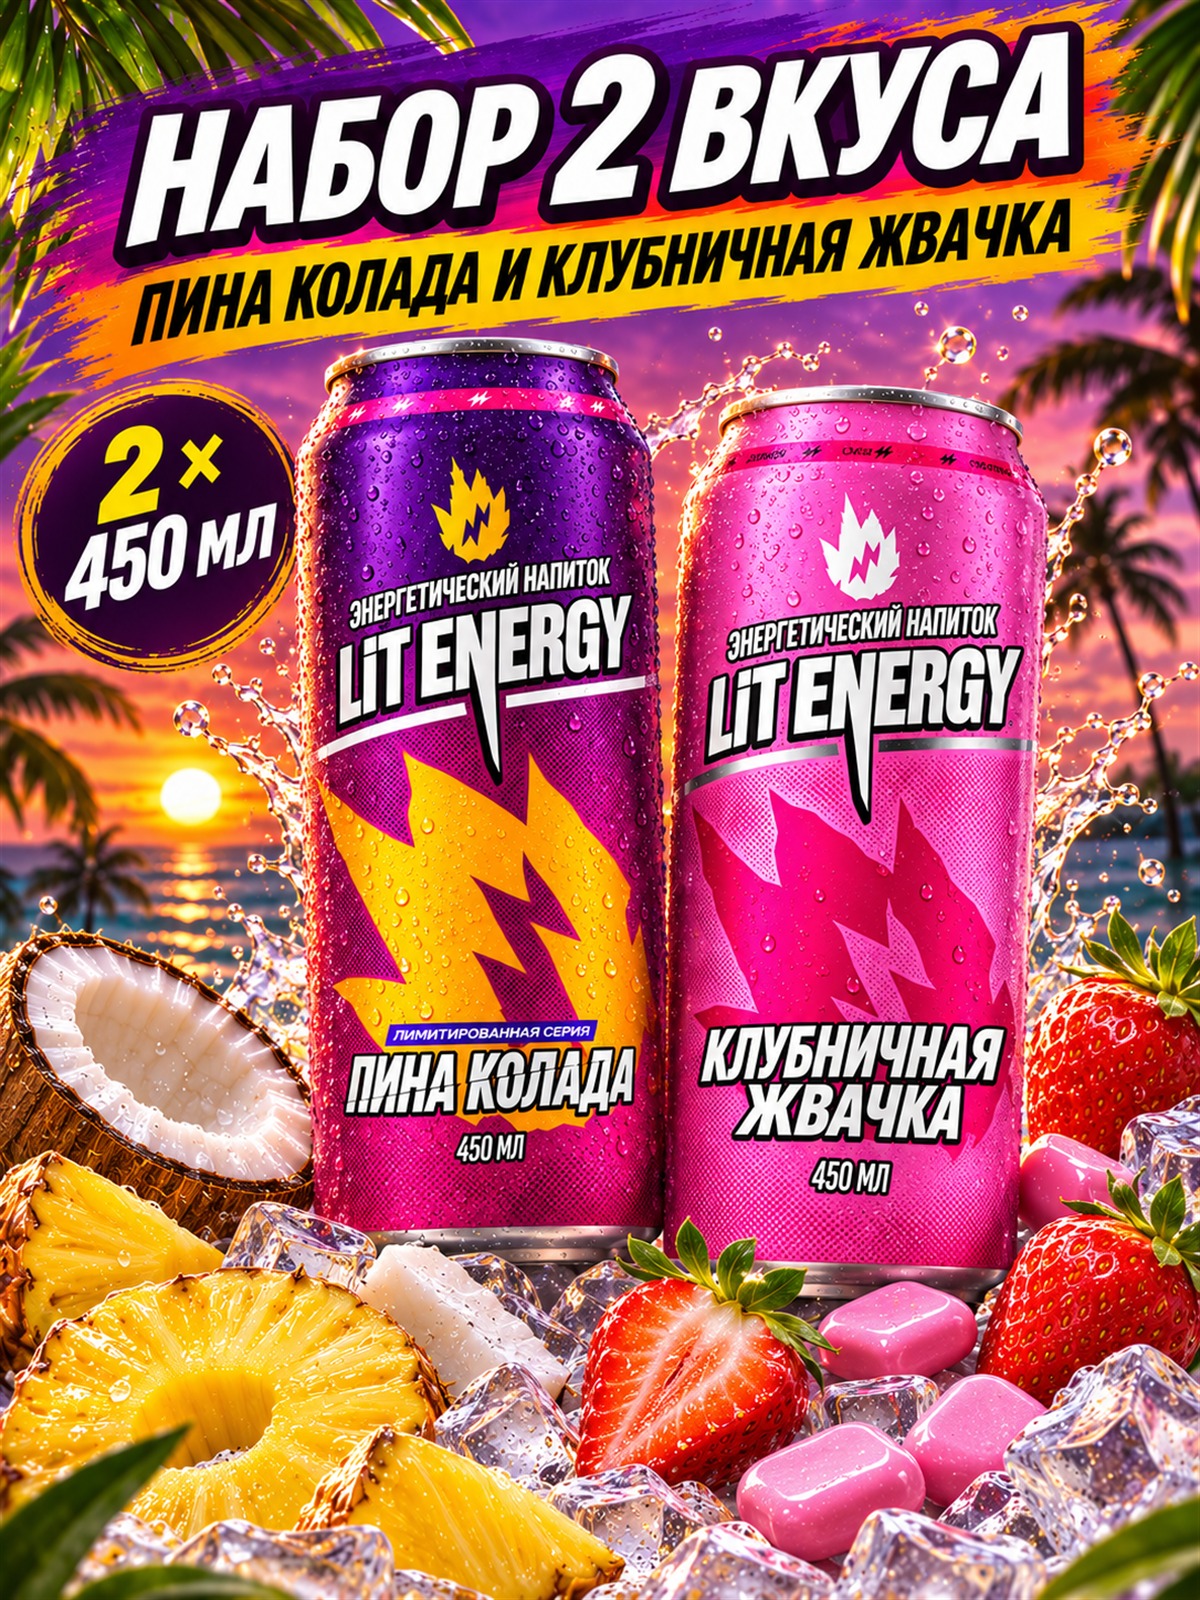 НАБОР 2 ВКУСА
ПИНА КОЛАДА И КЛУБНИЧНАЯ ЖВАЧКА
2×
450 МЛ
ЭНЕРГЕТИЧЕСКИЙ НАПИТОК
LIT ENERGY
ЛИМИТИРОВАННАЯ СЕРИЯ
ПИНА КОЛАДА
450 МЛ
ЭНЕРГЕТИЧЕСКИЙ НАПИТОК
LIT ENERGY
КЛУБНИЧНАЯ
ЖВАЧКА
450 МЛ